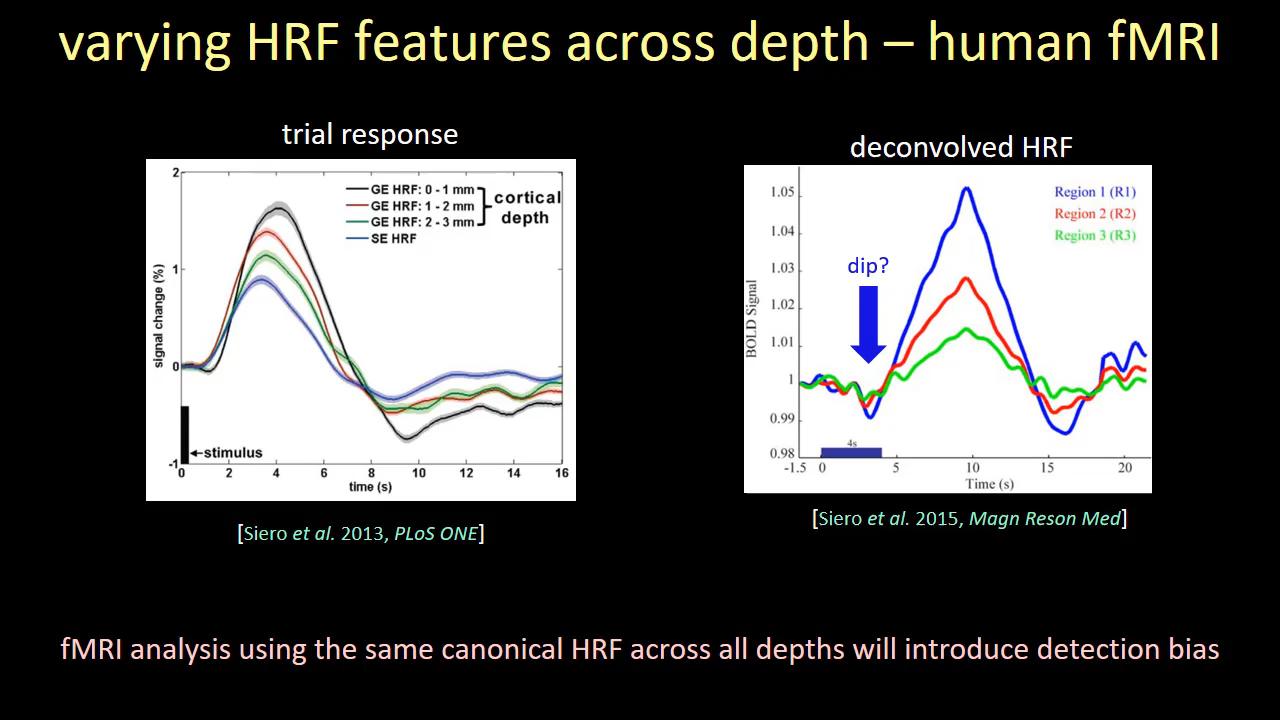 varying HRF features across depth – human fMRI
trial response
2
1
0
-1
signal change (%)
GE HRF: 0 - 1 mm
GE HRF: 1 - 2 mm
GE HRF: 2 - 3 mm
SE HRF
cortical
depth
stimulus
0 2 4 6 8 10 12 14 16
time (s)
[Siero et al. 2013, PLoS ONE]
deconvolved HRF
1.05
1.04
1.03
1.02
1.01
1
0.99
0.98
BOLD Signal
Region 1 (R1)
Region 2 (R2)
Region 3 (R3)
dip?
4s
-1.5 0 5 10 15 20
Time (s)
[Siero et al. 2015, Magn Reson Med]
fMRI analysis using the same canonical HRF across all depths will introduce detection bias